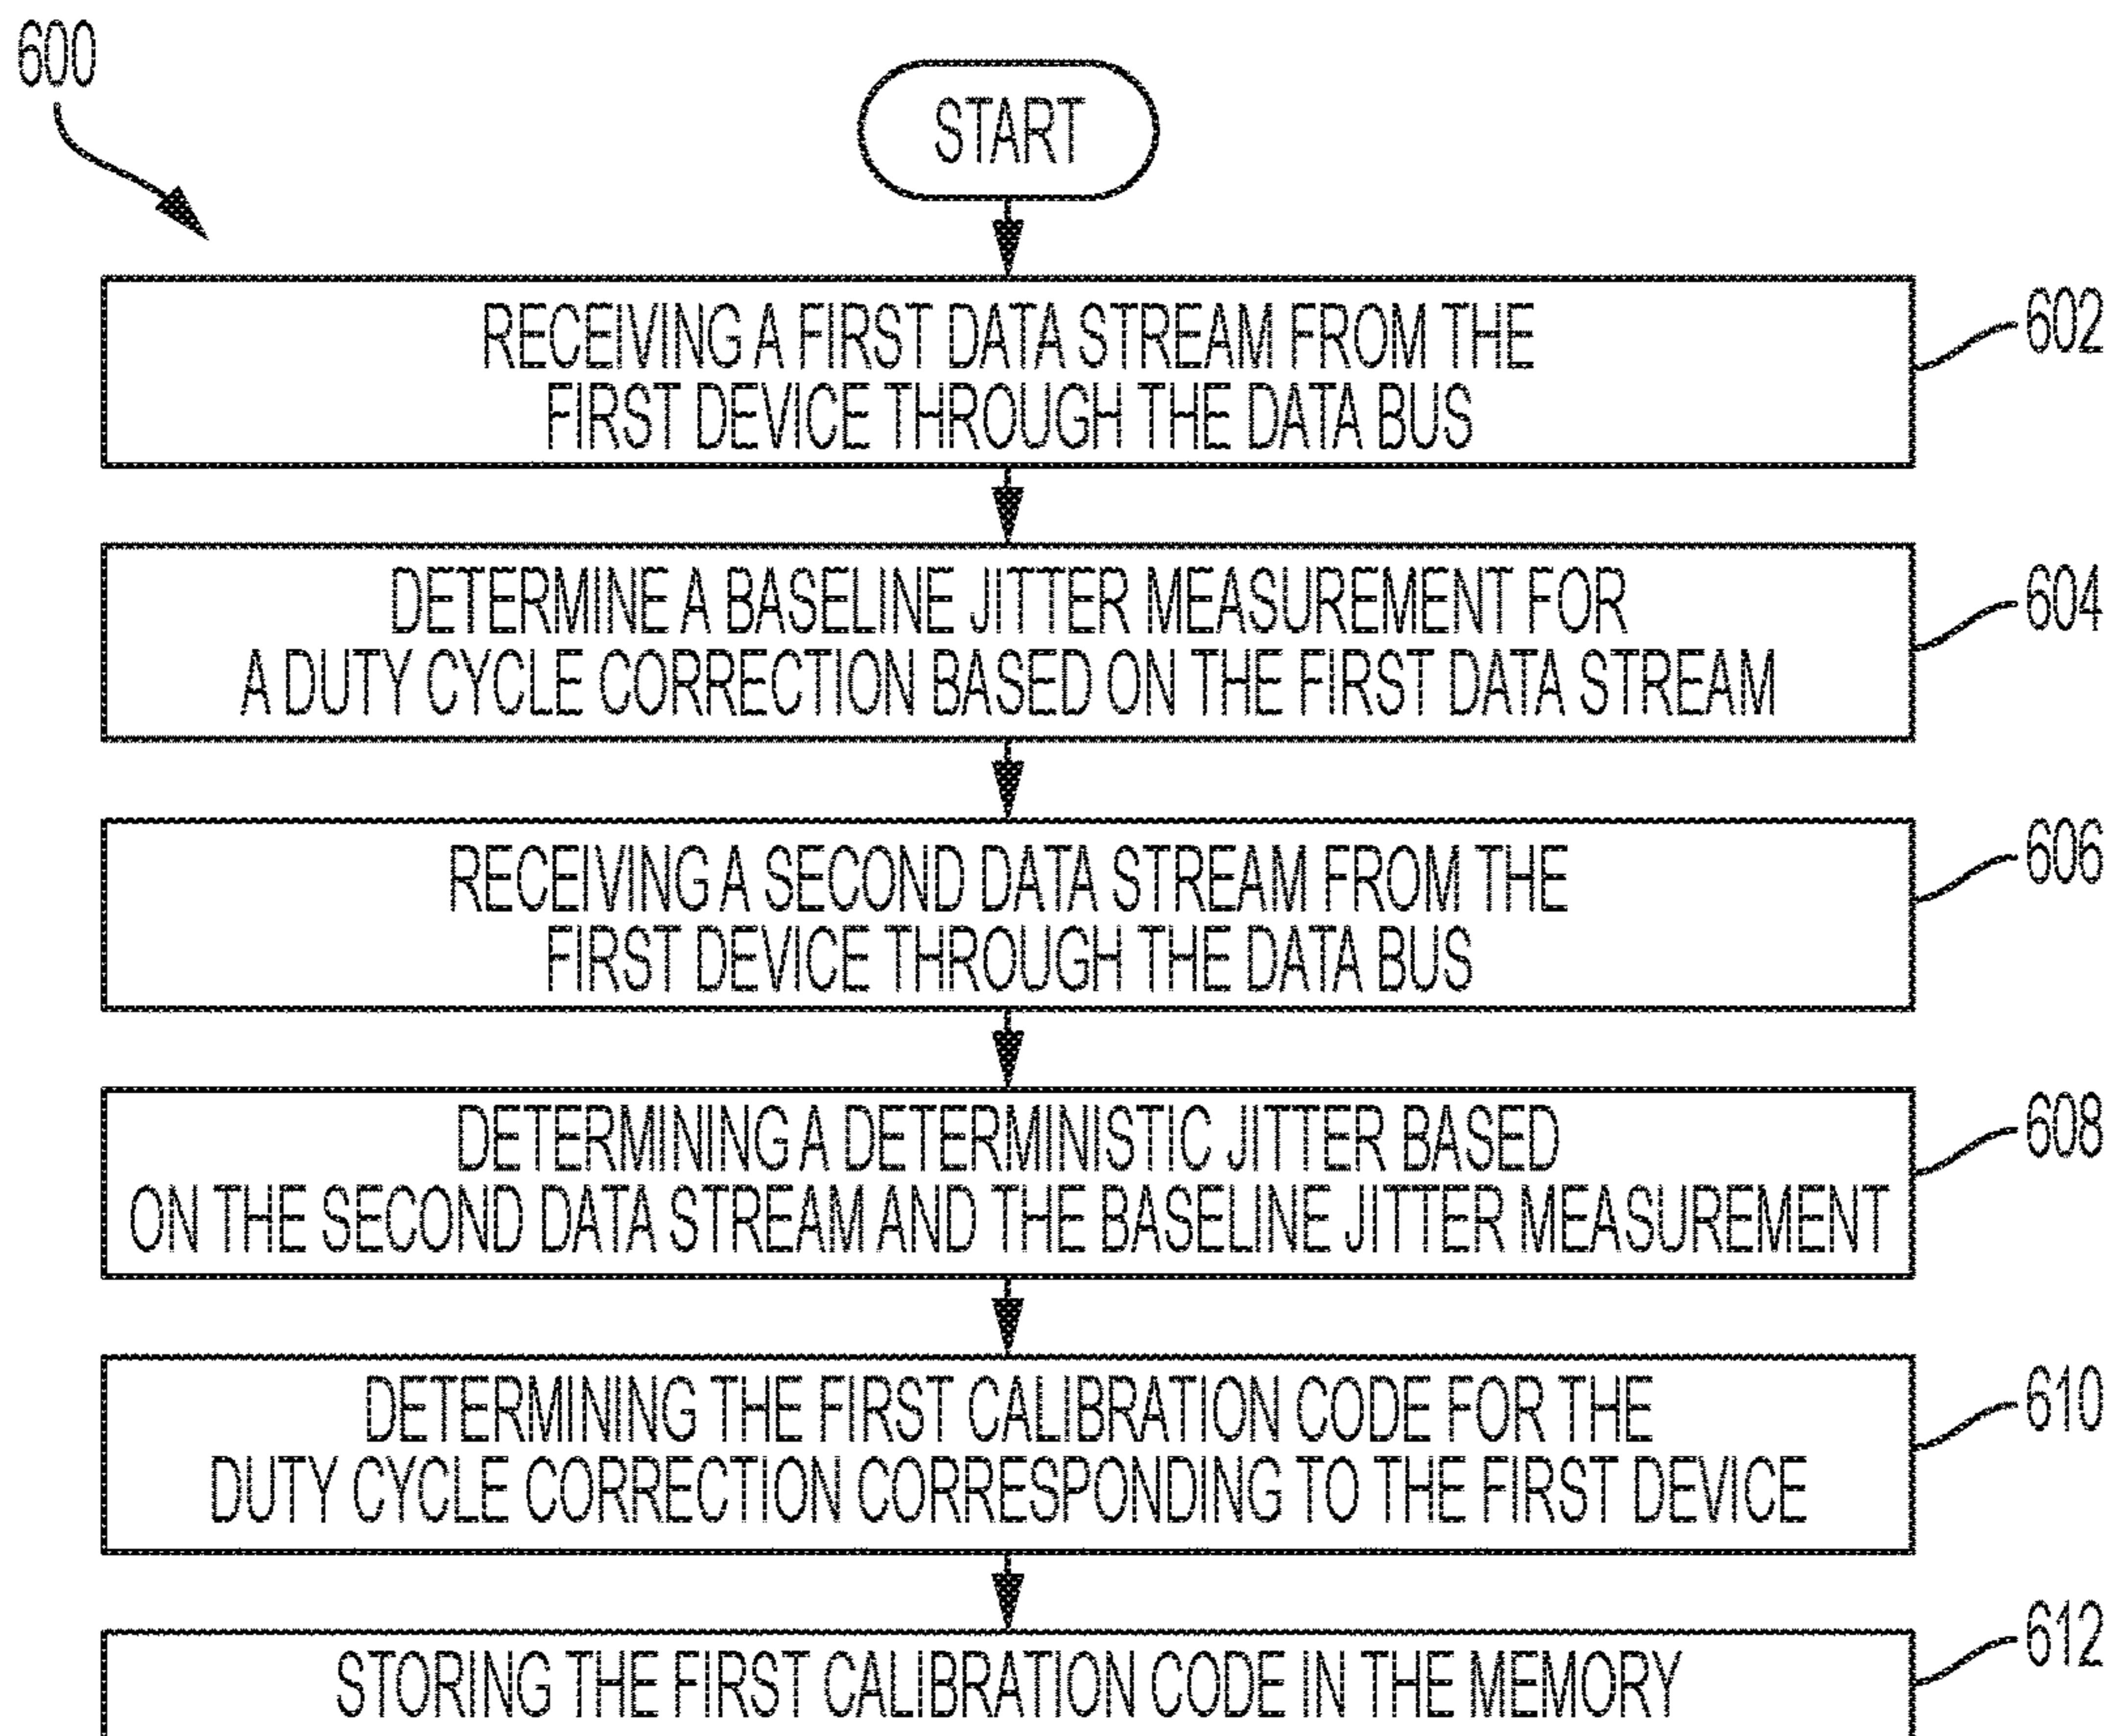 600
START
RECEIVING A FIRST DATA STREAM FROM THE
FIRST DEVICE THROUGH THE DATA BUS
602
DETERMINE A BASELINE JITTER MEASUREMENT FOR
A DUTY CYCLE CORRECTION BASED ON THE FIRST DATA STREAM
604
RECEIVING A SECOND DATA STREAM FROM THE
FIRST DEVICE THROUGH THE DATA BUS
606
DETERMINING A DETERMINISTIC JITTER BASED
ON THE SECOND DATA STREAM AND THE BASELINE JITTER MEASUREMENT
608
DETERMINING THE FIRST CALIBRATION CODE FOR THE
DUTY CYCLE CORRECTION CORRESPONDING TO THE FIRST DEVICE
610
STORING THE FIRST CALIBRATION CODE IN THE MEMORY
612